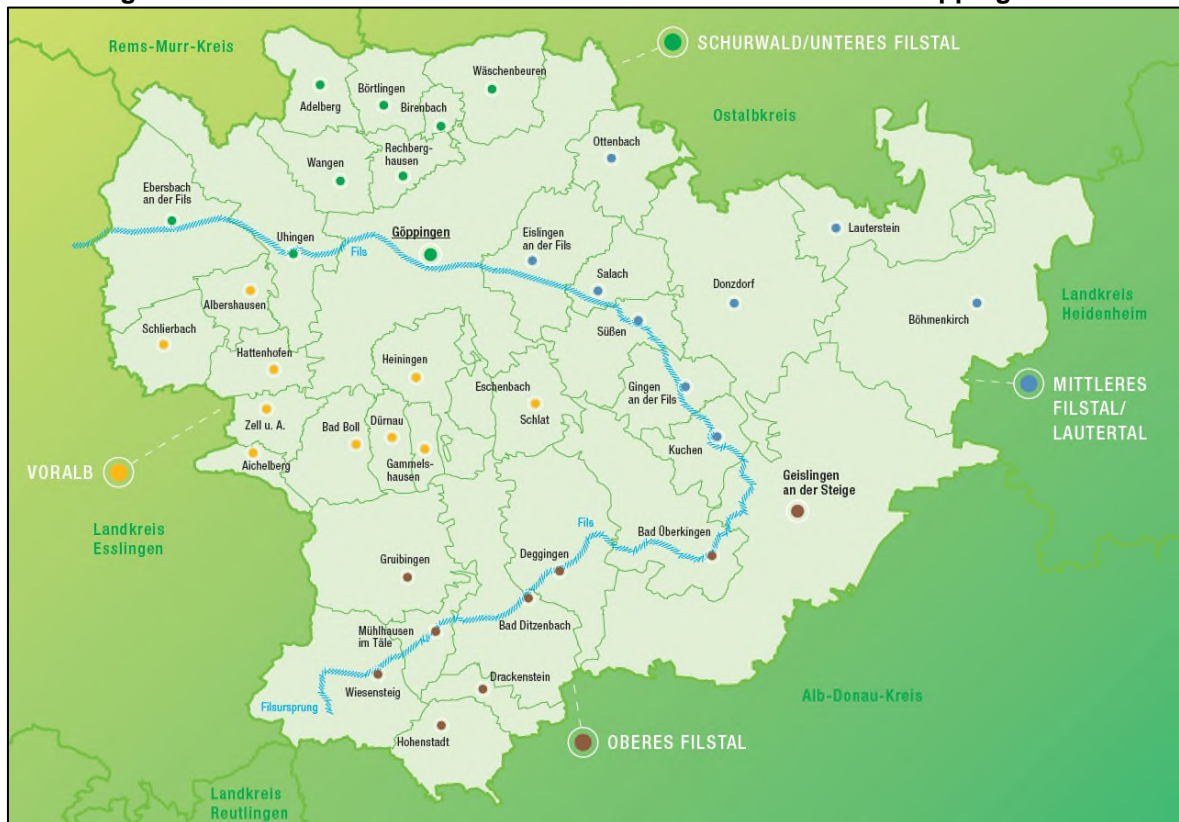 Rems-Murr-Kreis
SCHURWALD/UNTERES FILSTAL
Wäschenbeuren
Börtlingen
Adelberg
Birenbach
Ostalbkreis
Ottenbach
Rechberg-
hausen
Wangen
Ebersbach
an der Fils
Lauterstein
Uhingen
Fils
Göppingen
Eislingen
an der Fils
Salach
Donzdorf
Albershausen
Landkreis
Heidenheim
Böhmenkirch
Schlierbach
Süßen
Hattenhofen
Heiningen
Eschenbach
Schlat
Gingen
an der Fils
MITTLERES
FILSTAL/
LAUTERTAL
Zell u. A.
Bad Boll
Dürnau
Gammels-
hausen
Aichelberg
Kuchen
VORALB
Geislingen
an der Steige
Landkreis
Esslingen
Fils
Bad Überkingen
Gruibingen
Deggingen
Bad Ditzenbach
Mühlhausen
im Täle
Wiesensteig
Drackenstein
Filsursprung
Alb-Donau-Kreis
Hohenstadt
OBERES FILSTAL
Landkreis
Reutlingen